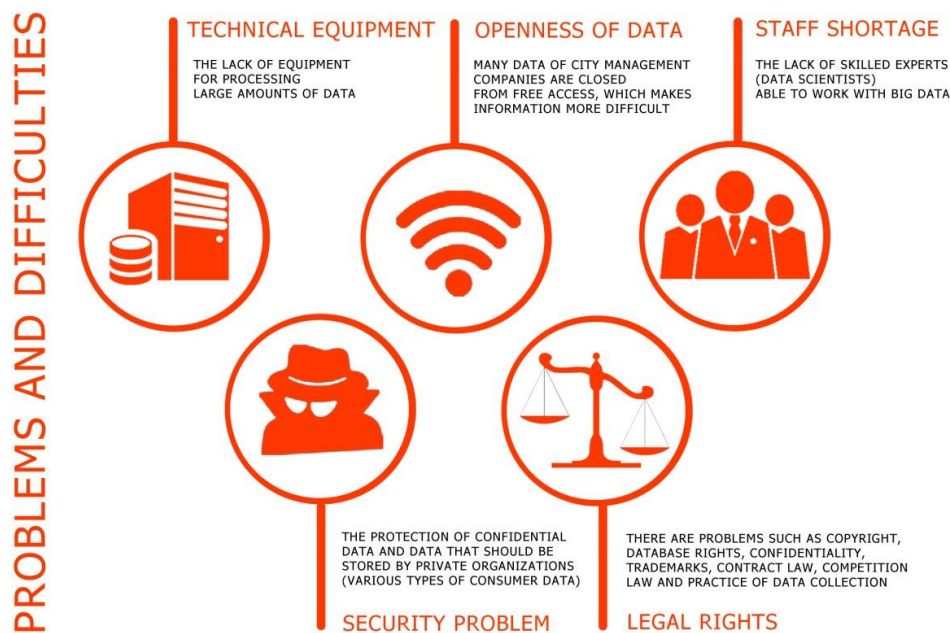 PROBLEMS AND DIFFICULTIES
TECHNICAL EQUIPMENT
THE LACK OF EQUIPMENT
FOR PROCESSING
LARGE AMOUNTS OF DATA
OPENNESS OF DATA
MANY DATA OF CITY MANAGEMENT
COMPANIES ARE CLOSED
FROM FREE ACCESS, WHICH MAKES
INFORMATION MORE DIFFICULT
STAFF SHORTAGE
THE LACK OF SKILLED EXPERTS
(DATA SCIENTISTS)
ABLE TO WORK WITH BIG DATA
THE PROTECTION OF CONFIDENTIAL
DATA AND DATA THAT SHOULD BE
STORED BY PRIVATE ORGANIZATIONS
(VARIOUS TYPES OF CONSUMER DATA)
SECURITY PROBLEM
THERE ARE PROBLEMS SUCH AS COPYRIGHT,
DATABASE RIGHTS, CONFIDENTIALITY,
TRADEMARKS, CONTRACT LAW, COMPETITION
LAW AND PRACTICE OF DATA COLLECTION
LEGAL RIGHTS